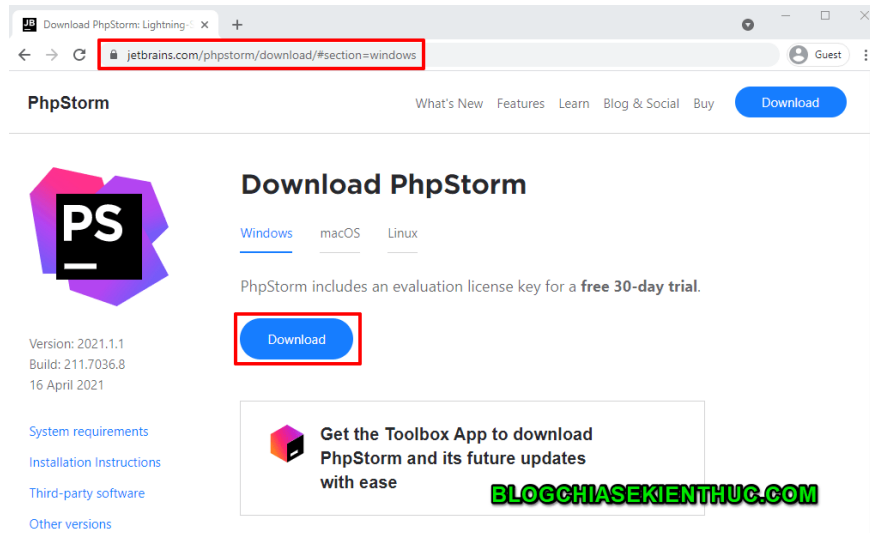 JB
Download PhpStorm: Lightning-
jetbrains.com/phpstorm/download/#section=windows
Guest
PhpStorm
What's New Features Learn Blog & Social Buy Download
PS
Download PhpStorm
Windows macOS Linux
PhpStorm includes an evaluation license key for a free 30-day trial.
Download
Version: 2021.1.1
Build: 211.7036.8
16 April 2021
System requirements
Installation Instructions
Third-party software
Other versions
Get the Toolbox App to download
PhpStorm and its future updates
with ease
BLOGCHIASEKIENTHUC.COM